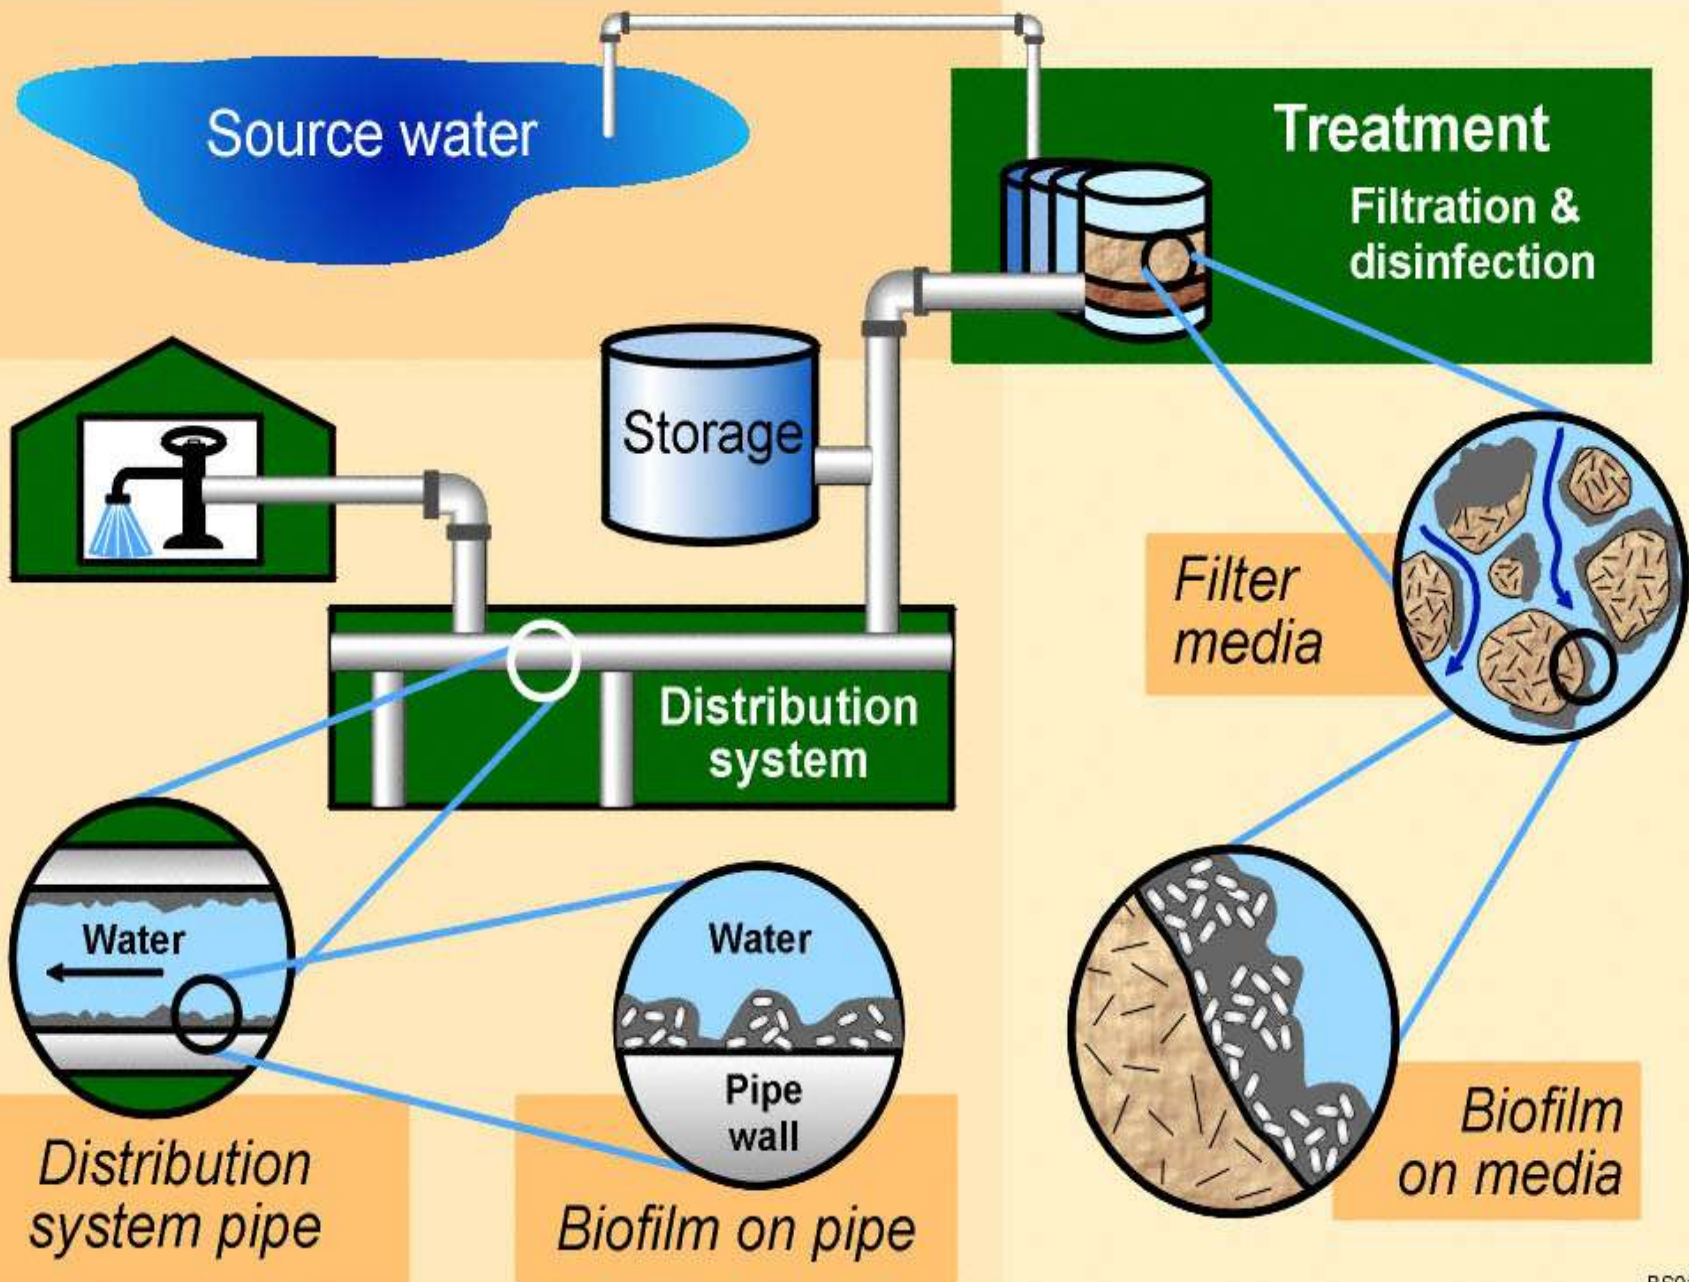 Source water
Treatment
Filtration &
disinfection
Storage
Filter
media
Distribution
system
Water
Water
Pipe
wall
Distribution
system pipe
Biofilm on pipe
Biofilm
on media